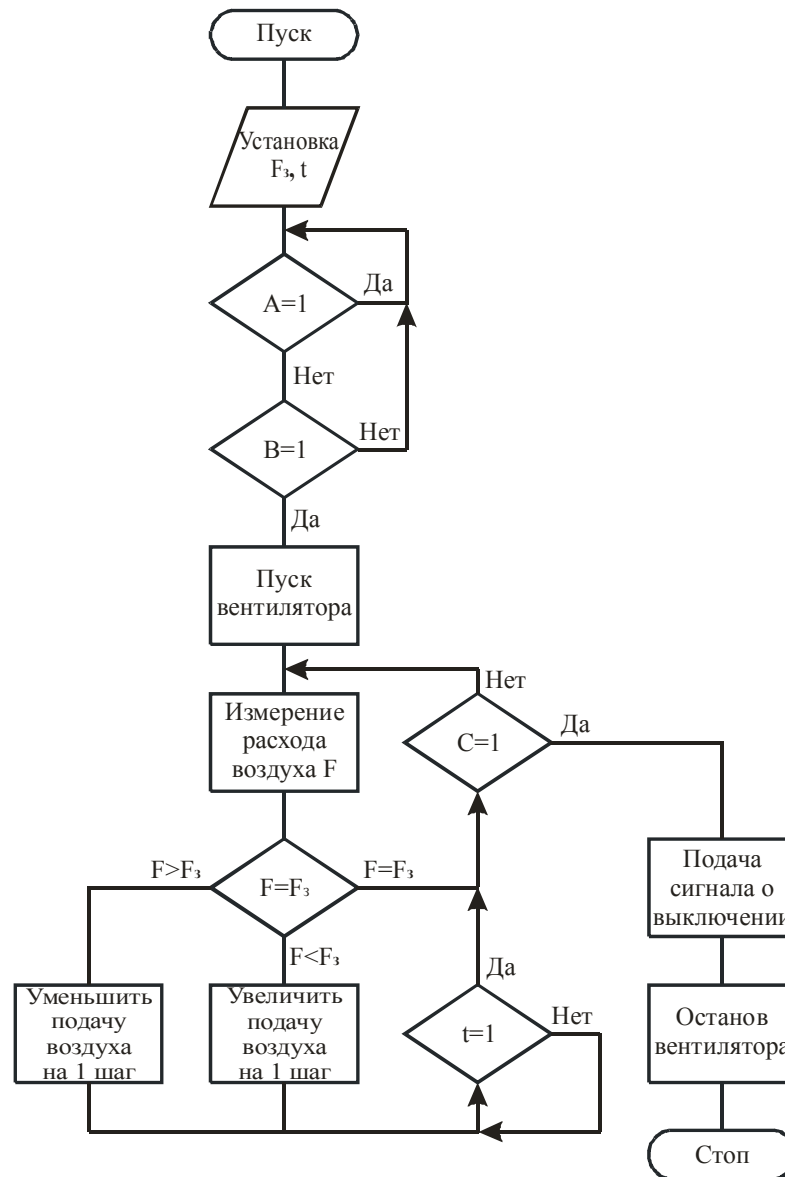 Пуск
Установка
Fз, t
A=1
Да
Нет
B=1
Нет
Да
Пуск
вентилятора
Измерение
расхода
воздуха F
Нет
C=1
Да
F>Fз
F=Fз
F=Fз
F<Fз
Подача
сигнала о
выключении
Уменьшить
подачу
воздуха
на 1 шаг
Увеличить
подачу
воздуха
на 1 шаг
Да
t=1
Нет
Останов
вентилятора
Стоп